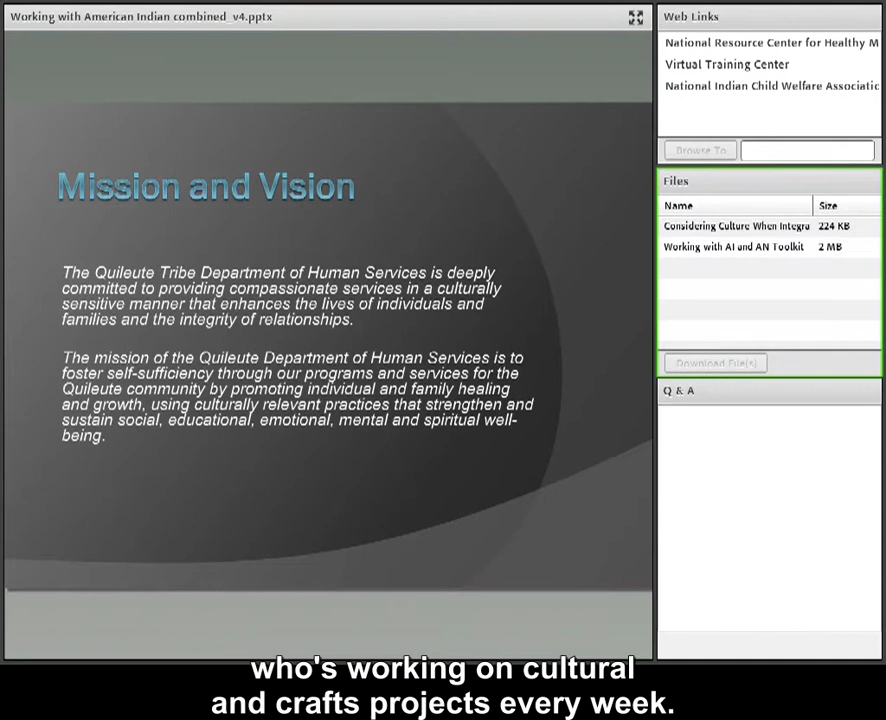 Working with American Indian combined_v4.pptx
Mission and Vision
The Quileute Tribe Department of Human Services is deeply
committed to providing compassionate services in a culturally
sensitive manner that enhances the lives of individuals and
families and the integrity of relationships.
The mission of the Quileute Department of Human Services is to
foster self-sufficiency through our programs and services for the
Quileute community by promoting individual and family healing
and growth, using culturally relevant practices that strengthen and
sustain social, educational, emotional, mental and spiritual well-
being.
Web Links
National Resource Center for Healthy M
Virtual Training Center
National Indian Child Welfare Associatic
Browse To
Files
Name Size
Considering Culture When Integra 224 KB
Working with AI and AN Toolkit 2 MB
Download File(s)
Q & A
who's working on cultural
and crafts projects every week.